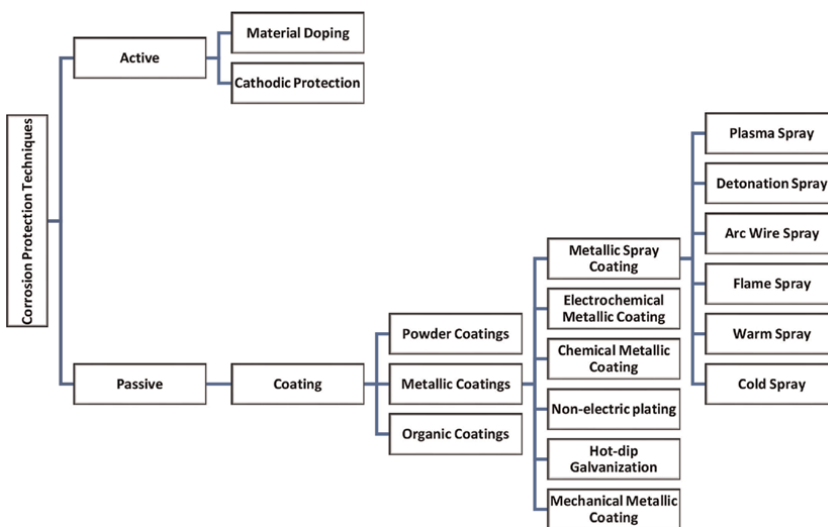 Corrosion Protection Techniques
Active
Material Doping
Cathodic Protection
Passive
Coating
Powder Coatings
Metallic Coatings
Organic Coatings
Metallic Spray
Coating
Electrochemical
Metallic Coating
Chemical Metallic
Coating
Non-electric plating
Hot-dip
Galvanization
Mechanical Metallic
Coating
Plasma Spray
Detonation Spray
Arc Wire Spray
Flame Spray
Warm Spray
Cold Spray